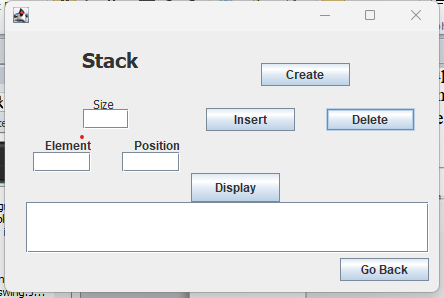 Stack
Create
Size
Insert
Delete
Element
Position
Display
Go Back